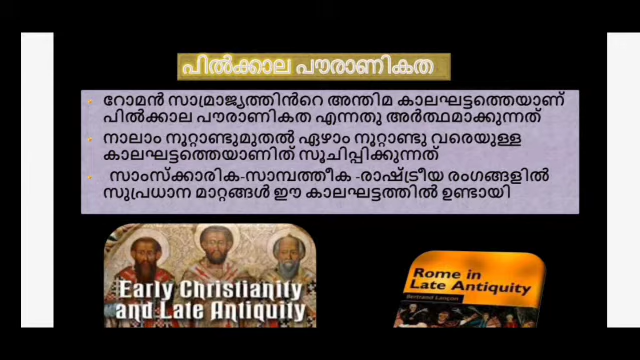 പിൽക്കാല പൗരാണികത
റോമൻ സാമ്രാജ്യത്തിൻറെ അന്തിമ കാലഘട്ടത്തെയാണ്
പിൽക്കാല പൗരാണികത എന്നതു അർത്ഥമാക്കുന്നത്
നാലാം നൂറ്റാണ്ടുമുതൽ ഏഴാം നൂറ്റാണ്ടു വരെയുള്ള
കാലഘട്ടത്തെയാണിത് സൂചിപ്പിക്കുന്നത്
സാംസ്ക്കാരിക-സാമ്പത്തീക -രാഷ്ട്രീയ രംഗങ്ങളിൽ
സുപ്രധാന മാറ്റങ്ങൾ ഈ കാലഘട്ടത്തിൽ ഉണ്ടായി
Early Christianity
and Late Antiquity
Rome in
Late Antiquity
Bertrand Lançon